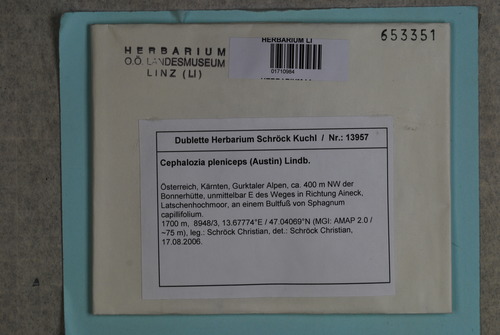 HERBARIUM LI
653351
HERBARIUM
O.Ö. LANDESMUSEUM
LINZ (LI)
01710984
Dublette Herbarium Schröck Kuchl / Nr.: 13957
Cephalozia pleniceps (Austin) Lindb.
Österreich, Kärnten, Gurktaler Alpen, ca. 400 m NW der
Bonnerhütte, unmittelbar E des Weges in Richtung Aineck,
Latschenhochmoor, an einem Bultfuß von Sphagnum
capillifolium.
1700 m, 8948/3, 13.67774°E / 47.04069°N (MGI: AMAP 2.0 /
~75 m), leg.: Schröck Christian, det.: Schröck Christian,
17.08.2006.